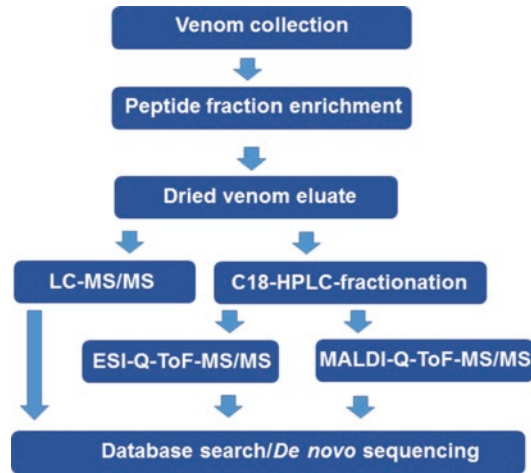 Venom collection
Peptide fraction enrichment
Dried venom eluate
LC-MS/MS
C18-HPLC-fractionation
ESI-Q-ToF-MS/MS
MALDI-Q-ToF-MS/MS
Database search/De novo sequencing